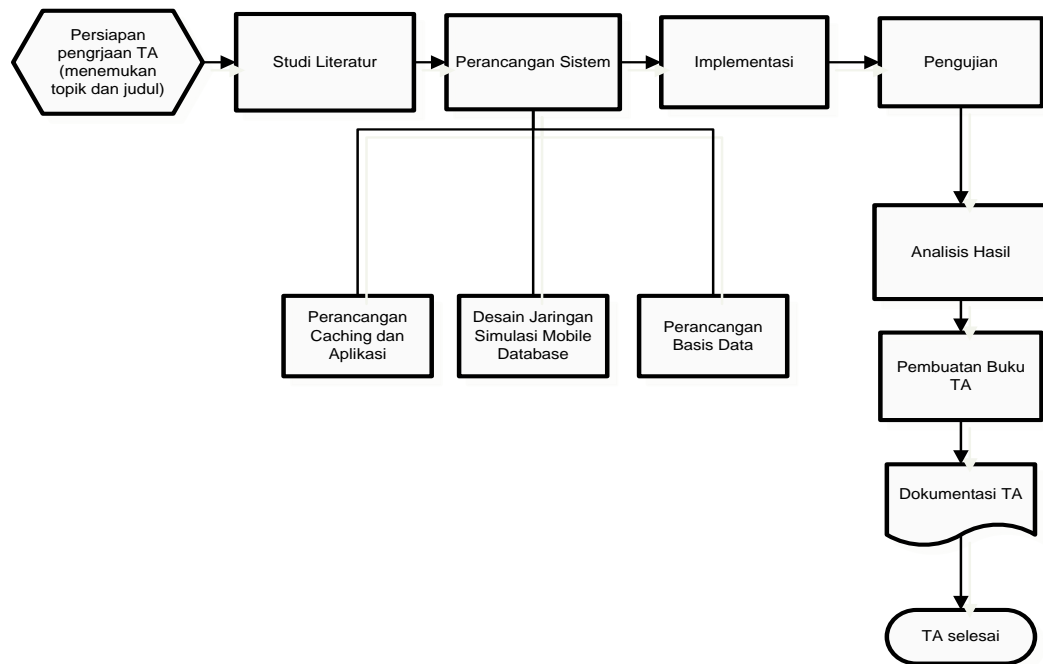 Persiapan
pengrjaan TA
(menemukan
topik dan judul)
Studi Literatur
Perancangan Sistem
Implementasi
Pengujian
Perancangan
Caching dan
Aplikasi
Desain Jaringan
Simulasi Mobile
Database
Perancangan
Basis Data
Analisis Hasil
Pembuatan Buku
TA
Dokumentasi TA
TA selesai